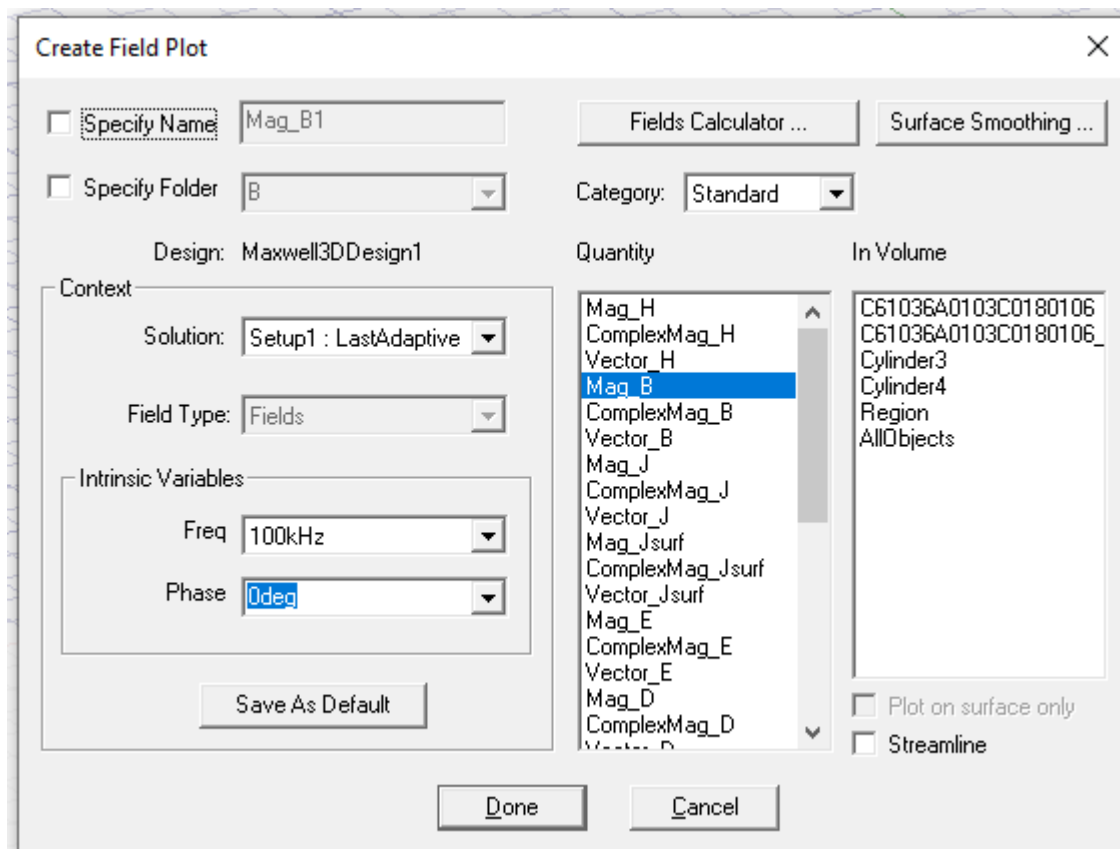 Create Field Plot
Specify Name
Mag_B1
Fields Calculator ...
Surface Smoothing ...
Specify Folder
B
Category:
Standard
Design:
Maxwell3DDesign1
Quantity
In Volume
Context
Solution:
Setup1 : LastAdaptive
Field Type:
Fields
Intrinsic Variables
Freq
100kHz
Phase
0deg
Save As Default
Mag_H
ComplexMag_H
Vector_H
Mag_B
ComplexMag_B
Vector_B
Mag_J
ComplexMag_J
Vector_J
Mag_Jsurf
ComplexMag_Jsurf
Vector_Jsurf
Mag_E
ComplexMag_E
Vector_E
Mag_D
ComplexMag_D
Vector_D
C61036A0103C0180106
C61036A0103C0180106_
Cylinder3
Cylinder4
Region
AllObjects
Plot on surface only
Streamline
Done
Cancel